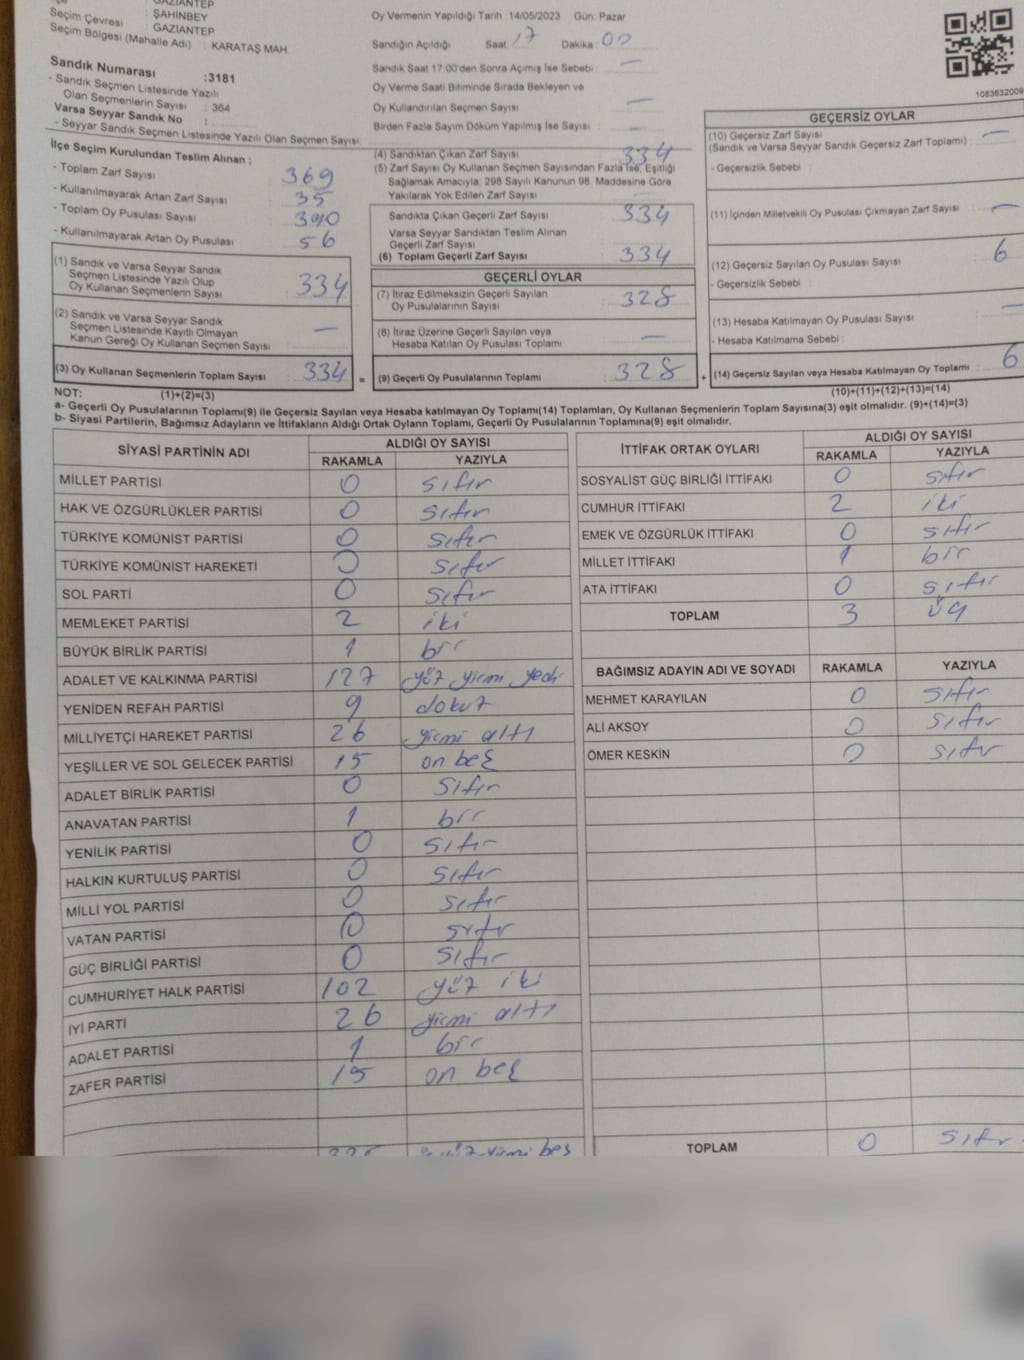 GAZİANTEP
Seçim Çevresi : ŞAHİNBEY
GAZİANTEP
Seçim Bölgesi (Mahalle Adı) : KARATAŞ MAH
Sandık Numarası :3181
- Sandık Seçmen Listesinde Yazılı
Olan Seçmenlerin Sayısı : 364
Varsa Seyyar Sandık No :
- Seyyar Sandık Seçmen Listesinde Yazılı Olan Seçmen Sayısı
Oy Vermenin Yapıldığı Tarih :14/05/2023 Gün: Pazar
Sandığın Açıldığı Saat: 17 Dakika : 00
Sandık Saat 17:00'den Sonra Açımış İse Sebebi : —
Oy Verme Saati Bitiminde Sırada Bekleyen ve
Oy Kullandırılan Seçmen Sayısı : —
Birden Fazla Sayım Döküm Yapılmış İse Sayısı : —
1083632009
İlçe Seçim Kurulundan Teslim Alınan ;
- Toplam Zarf Sayısı : 369
- Kullanılmayarak Artan Zarf Sayısı : 35
- Toplam Oy Pusulası Sayısı : 390
- Kullanılmayarak Artan Oy Pusulası : 56
(1) Sandık ve Varsa Seyyar Sandık
Seçmen Listesinde Yazılı Olup
Oy Kullanan Seçmenlerin Sayısı : 334
(2) Sandık ve Varsa Seyyar Sandık
Seçmen Listesinde Kayıtlı Olmayan
Kanun Gereği Oy Kullanan Seçmen Sayısı : —
(3) Oy Kullanan Seçmenlerin Toplam Sayısı : 334 =
(4) Sandıktan Çıkan Zarf Sayısı : 334
(5) Zarf Sayısı Oy Kullanan Seçmen Sayısından Fazla İse, Eşitliği
Sağlamak Amacıyla; 298 Sayılı Kanunun 98. Maddesine Göre
Yakılarak Yok Edilen Zarf Sayısı : —
Sandıkta Çıkan Geçerli Zarf Sayısı : 334
Varsa Seyyar Sandıktan Teslim Alınan
Geçerli Zarf Sayısı :
(6) Toplam Geçerli Zarf Sayısı : 334
GEÇERLİ OYLAR
(7) İtiraz Edilmeksizin Geçerli Sayılan
Oy Pusulalarının Sayısı : 328
(8) İtiraz Üzerine Geçerli Sayılan veya
Hesaba Katılan Oy Pusulası Toplamı : —
(9) Geçerli Oy Pusulalarının Toplamı : 328 +
GEÇERSİZ OYLAR
(10) Geçersiz Zarf Sayısı
(Sandık ve Varsa Seyyar Sandık Geçersiz Zarf Toplamı) : —
- Geçersizlik Sebebi :
(11) İçinden Milletvekili Oy Pusulası Çıkmayan Zarf Sayısı : —
(12) Geçersiz Sayılan Oy Pusulası Sayısı : 6
- Geçersizlik Sebebi :
(13) Hesaba Katılmayan Oy Pusulası Sayısı : —
- Hesaba Katılmama Sebebi :
(14) Geçersiz Sayılan veya Hesaba Katılmayan Oy Toplamı : 6
NOT: (1)+(2)=(3) (10)+(11)+(12)+(13)=(14)
a- Geçerli Oy Pusulalarının Toplamı(9) ile Geçersiz Sayılan veya Hesaba katılmayan Oy Toplamı(14) Toplamları, Oy Kullanan Seçmenlerin Toplam Sayısına(3) eşit olmalıdır. (9)+(14)=(3)
b- Siyasi Partilerin, Bağımsız Adayların ve İttifakların Aldığı Ortak Oyların Toplamı, Geçerli Oy Pusulalarının Toplamına(9) eşit olmalıdır.
SİYASİ PARTİNİN ADI ALDIĞI OY SAYISI
RAKAMLA YAZIYLA
MİLLET PARTİSİ 0 sıfır
HAK VE ÖZGÜRLÜKLER PARTİSİ 0 sıfır
TÜRKİYE KOMÜNİST PARTİSİ 0 sıfır
TÜRKİYE KOMÜNİST HAREKETİ 0 sıfır
SOL PARTİ 0 sıfır
MEMLEKET PARTİSİ 2 iki
BÜYÜK BİRLİK PARTİSİ 1 bir
ADALET VE KALKINMA PARTİSİ 127 yüz yirmi yedi
YENİDEN REFAH PARTİSİ 9 dokuz
MİLLİYETÇİ HAREKET PARTİSİ 26 yirmi altı
YEŞİLLER VE SOL GELECEK PARTİSİ 15 on beş
ADALET BİRLİK PARTİSİ 0 sıfır
ANAVATAN PARTİSİ 1 bir
YENİLİK PARTİSİ 0 sıfır
HALKIN KURTULUŞ PARTİSİ 0 sıfır
MİLLİ YOL PARTİSİ 0 sıfır
VATAN PARTİSİ 0 sıfır
GÜÇ BİRLİĞİ PARTİSİ 0 sıfır
CUMHURİYET HALK PARTİSİ 102 yüz iki
İYİ PARTİ 26 yirmi altı
ADALET PARTİSİ 1 bir
ZAFER PARTİSİ 15 on beş
beş
İTTİFAK ORTAK OYLARI ALDIĞI OY SAYISI
RAKAMLA YAZIYLA
SOSYALİST GÜÇ BİRLİĞİ İTTİFAKI 0 sıfır
CUMHUR İTTİFAKI 2 iki
EMEK VE ÖZGÜRLÜK İTTİFAKI 0 sıfır
MİLLET İTTİFAKI 1 bir
ATA İTTİFAKI 0 sıfır
TOPLAM 3 üç
BAĞIMSIZ ADAYIN ADI VE SOYADI RAKAMLA YAZIYLA
MEHMET KARAYILAN 0 sıfır
ALİ AKSOY 0 sıfır
ÖMER KESKİN 0 sıfır
TOPLAM 0 sıfır